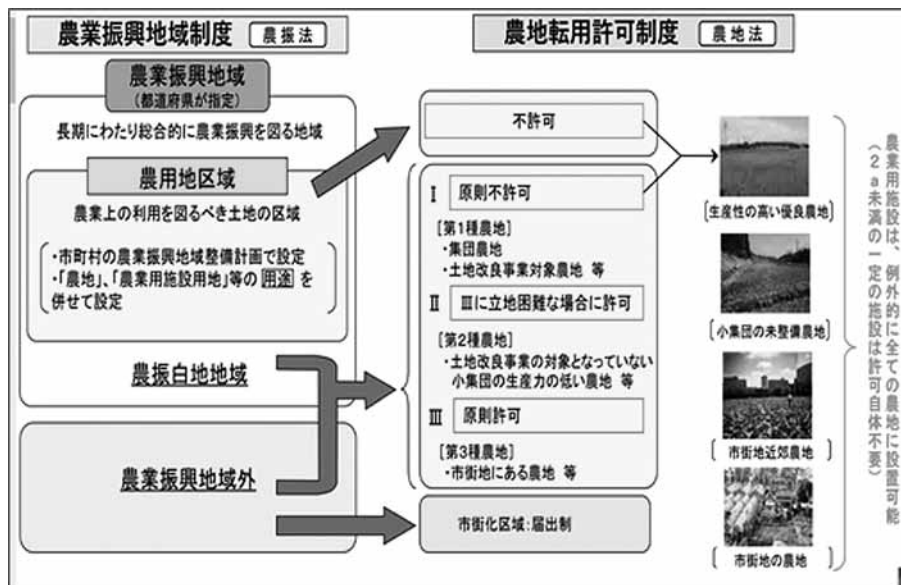 農業振興地域制度 農振法
農業振興地域
(都道府県が指定)
長期にわたり総合的に農業振興を図る地域
農用地区域
農業上の利用を図るべき土地の区域
・市町村の農業振興地域整備計画で設定
・「農地」、「農業用施設用地」等の用途を
併せて設定
農振白地地域
農業振興地域外
農地転用許可制度 農地法
不許可
Ⅰ 原則不許可
[第1種農地]
・集団農地
・土地改良事業対象農地 等
Ⅱ Ⅲに立地困難な場合に許可
[第2種農地]
・土地改良事業の対象となっていない
小集団の生産力の低い農地 等
Ⅲ 原則許可
[第3種農地]
・市街地にある農地 等
市街化区域:届出制
[生産性の高い優良農地]
[小集団の未整備農地]
[市街地近郊農地]
[市街地の農地]
農業用施設は、例外的に全ての農地に設置可能
(2a未満の一定の施設は許可自体不要)